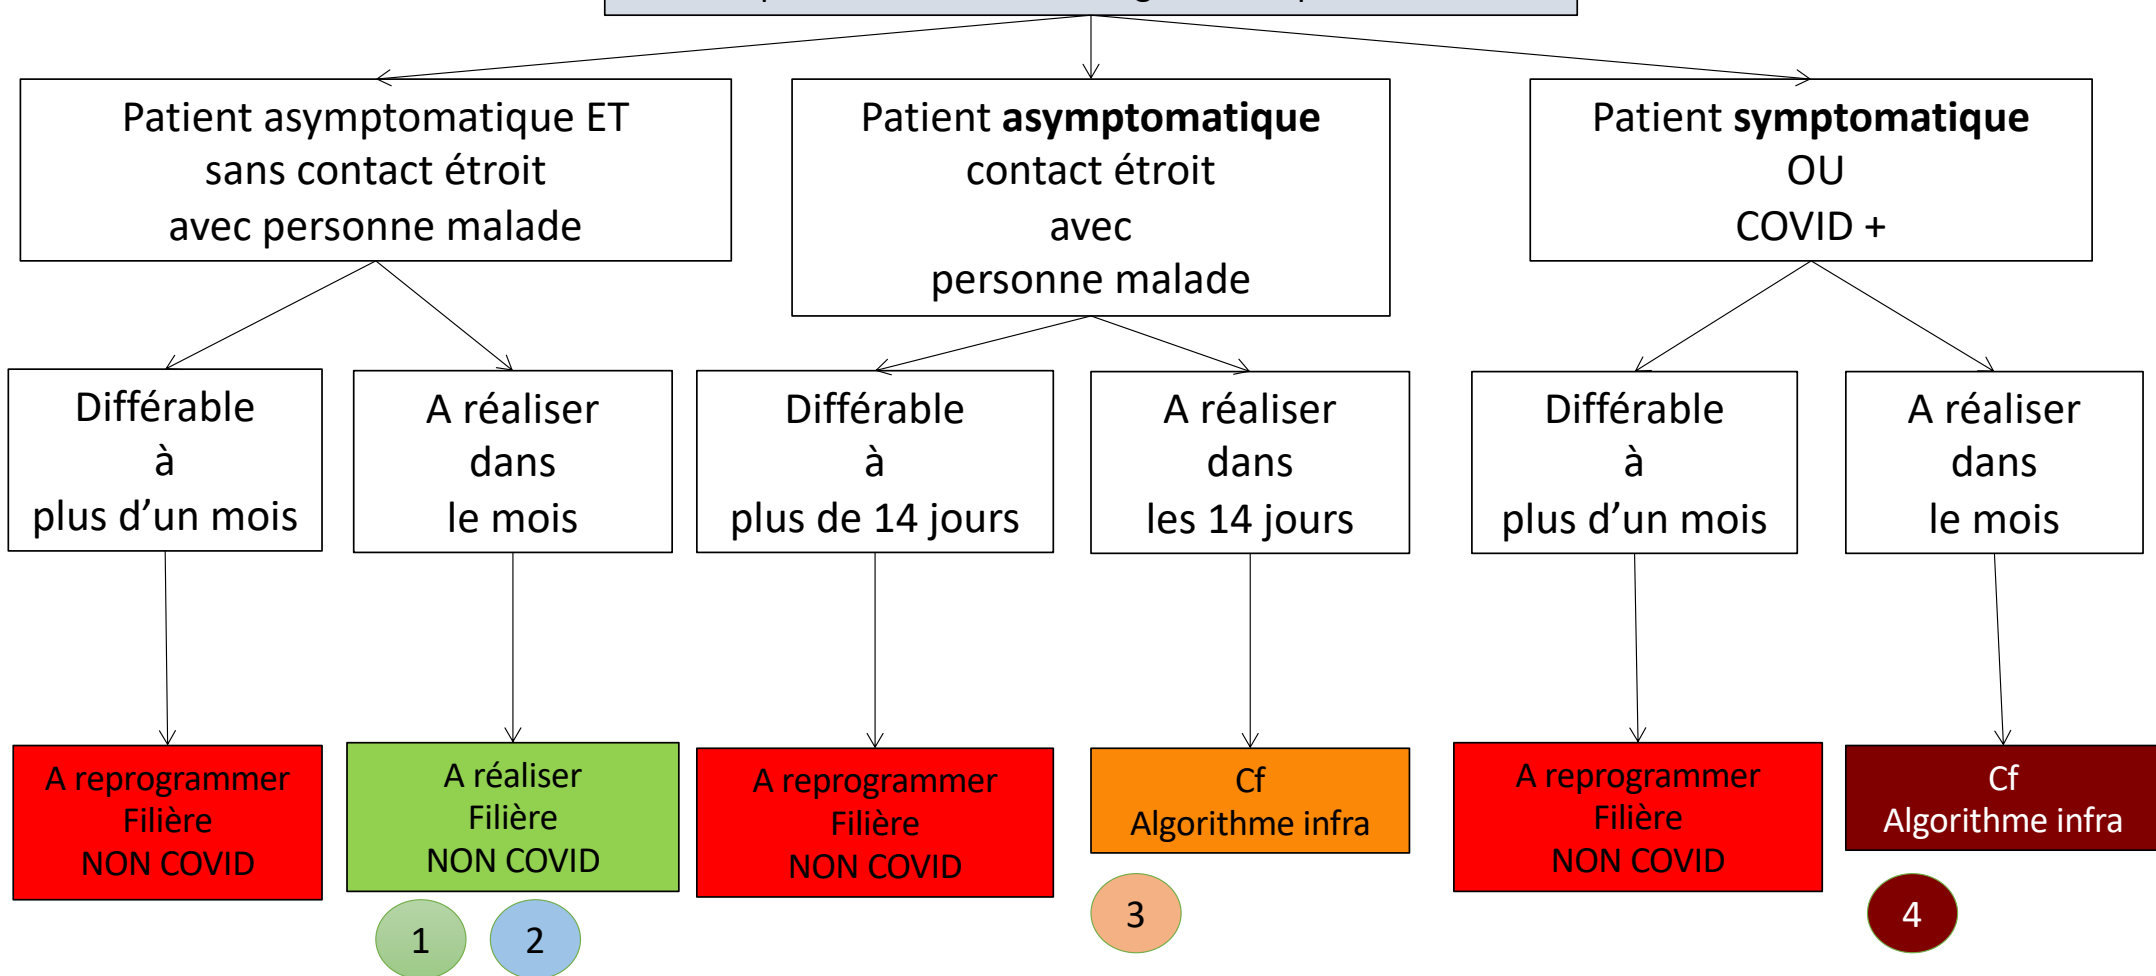 Patient asymptomatique ET
sans contact étroit
avec personne malade
Patient asymptomatique
contact étroit
avec
personne malade
Patient symptomatique
OU
COVID +
Différable
à
plus d’un mois
A réaliser
dans
le mois
Différable
à
plus de 14 jours
A réaliser
dans
les 14 jours
Différable
à
plus d’un mois
A réaliser
dans
le mois
A reprogrammer
Filière
NON COVID
A réaliser
Filière
NON COVID
A reprogrammer
Filière
NON COVID
Cf
Algorithme infra
A reprogrammer
Filière
NON COVID
Cf
Algorithme infra
1
2
3
4